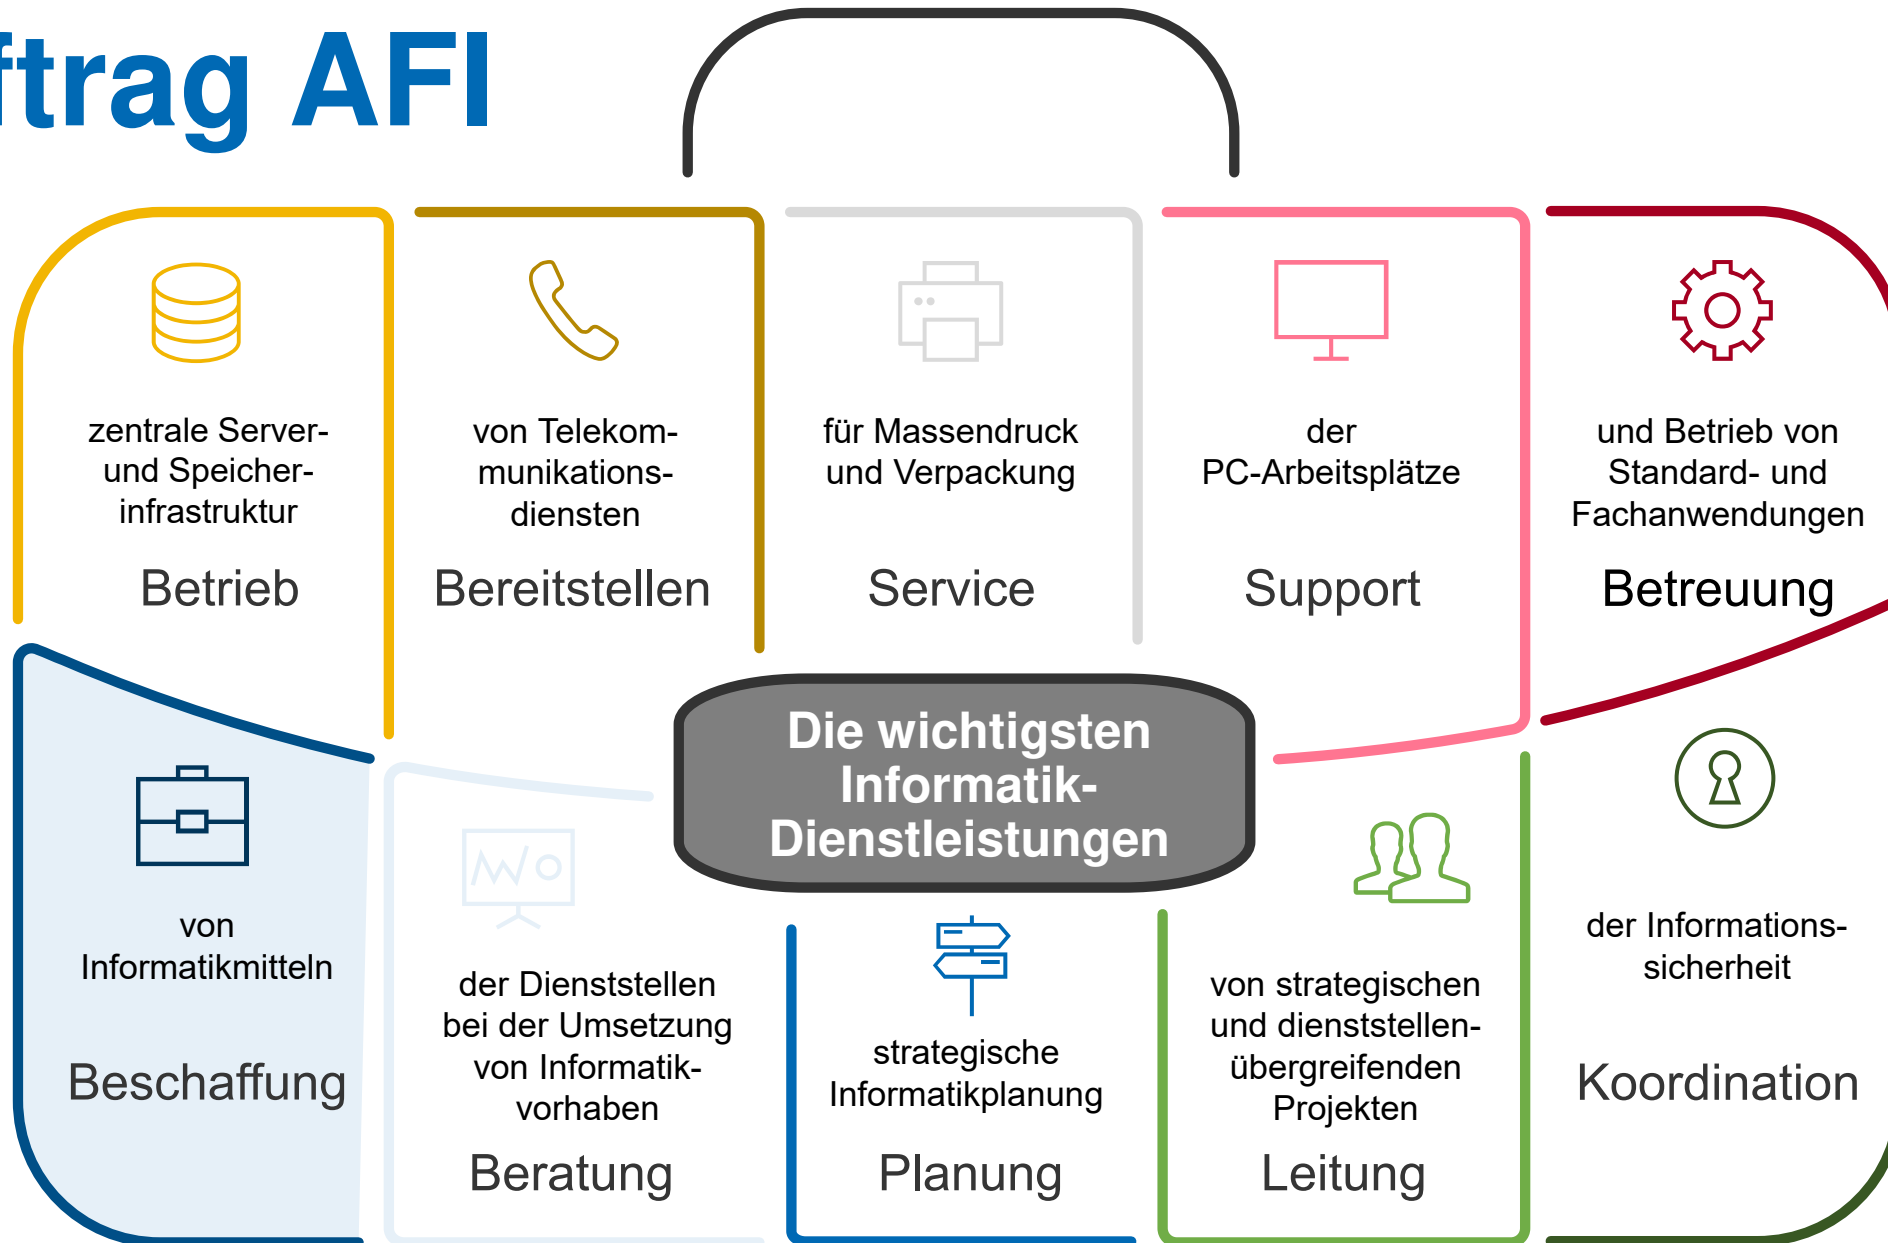 ftrag AFI
zentrale Server-
und Speicher-
infrastruktur
Betrieb
von Telekom-
munikations-
diensten
Bereitstellen
für Massendruck
und Verpackung
Service
der
PC-Arbeitsplätze
Support
und Betrieb von
Standard- und
Fachanwendungen
Betreuung
Die wichtigsten
Informatik-
Dienstleistungen
von
Informatikmitteln
Beschaffung
der Dienststellen
bei der Umsetzung
von Informatik-
vorhaben
Beratung
strategische
Informatikplanung
Planung
von strategischen
und dienststellen-
übergreifenden
Projekten
Leitung
der Informations-
sicherheit
Koordination